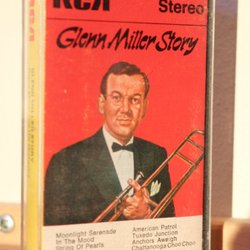 RCA
Stereo
Glenn Miller Story
Moonlight Serenade
In The Mood
String Of Pearls
American Patrol
Tuxedo Junction
Anchors Aweigh
Chattanooga Choo Choo